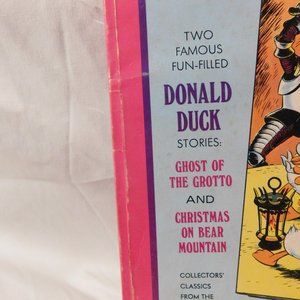 TWO
FAMOUS
FUN-FILLED
DONALD
DUCK
STORIES:
GHOST OF
THE GROTTO
AND
CHRISTMAS
ON BEAR
MOUNTAIN
COLLECTORS'
CLASSICS
FROM THE